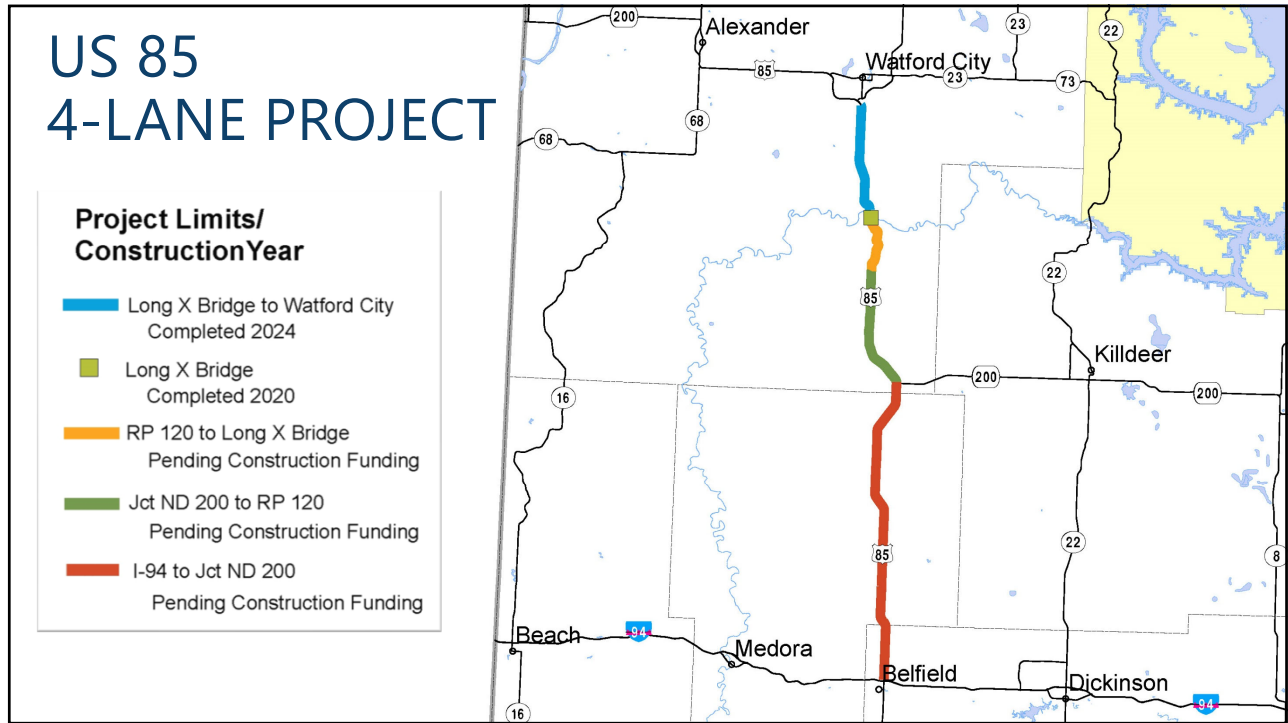 US 85
4-LANE PROJECT
Project Limits/
ConstructionYear
Long X Bridge to Watford City
Completed 2024
Long X Bridge
Completed 2020
RP 120 to Long X Bridge
Pending Construction Funding
Jct ND 200 to RP 120
Pending Construction Funding
I-94 to Jct ND 200
Pending Construction Funding
200
Alexander
23
22
85
Watford City
23
73
68
68
22
85
Killdeer
200
200
16
85
22
8
94
Beach
Medora
Belfield
Dickinson
94
16